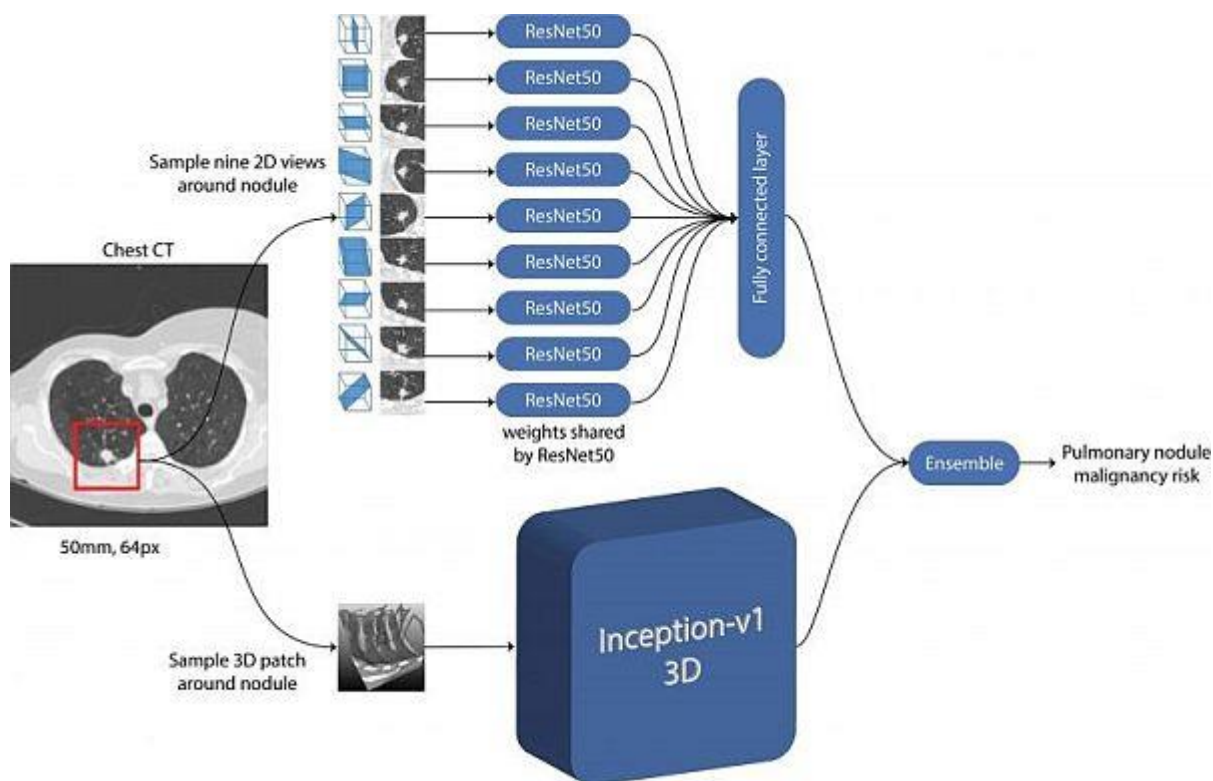 Sample nine 2D views
around nodule
Chest CT
50mm, 64px
Sample 3D patch
around nodule
ResNet50
ResNet50
ResNet50
ResNet50
ResNet50
ResNet50
ResNet50
ResNet50
ResNet50
weights shared
by ResNet50
Fully connected layer
Inception-v1
3D
Ensemble
Pulmonary nodule
malignancy risk